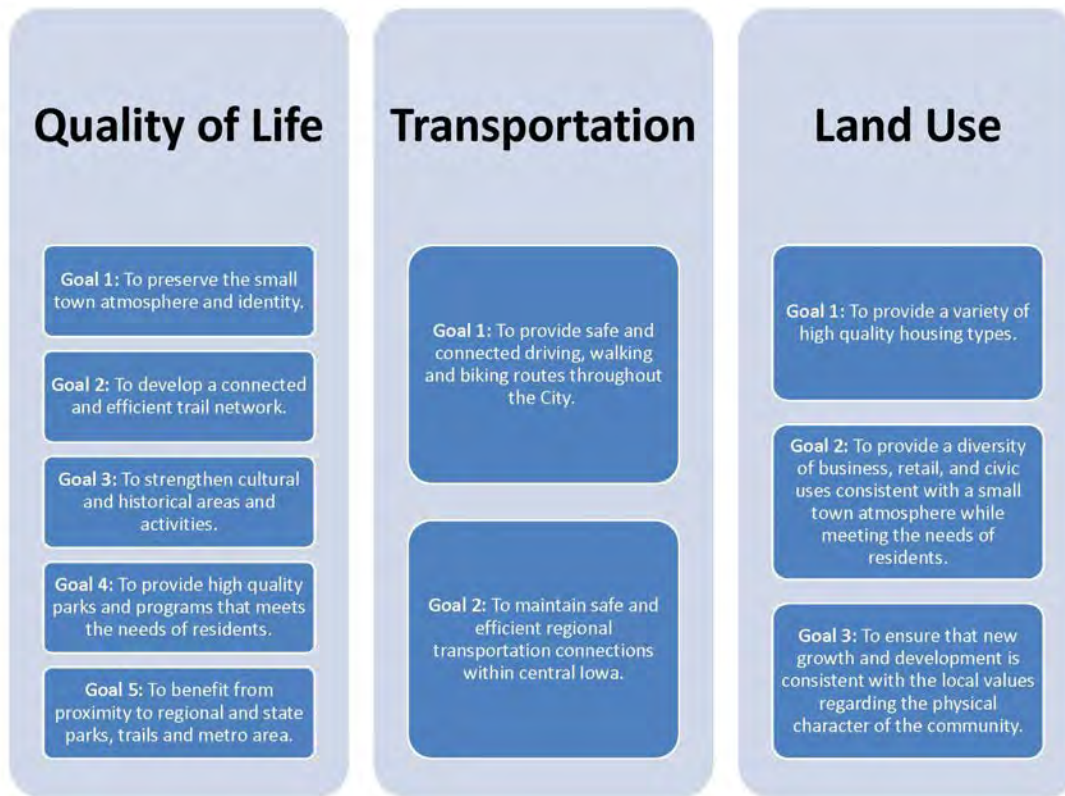 Quality of Life
Goal 1: To preserve the small
town atmosphere and identity.
Goal 2: To develop a connected
and efficient trail network.
Goal 3: To strengthen cultural
and historical areas and
activities.
Goal 4: To provide high quality
parks and programs that meets
the needs of residents.
Goal 5: To benefit from
proximity to regional and state
parks, trails and metro area.
Transportation
Goal 1: To provide safe and
connected driving, walking
and biking routes throughout
the City.
Goal 2: To maintain safe and
efficient regional
transportation connections
within central Iowa.
Land Use
Goal 1: To provide a variety of
high quality housing types.
Goal 2: To provide a diversity
of business, retail, and civic
uses consistent with a small
town atmosphere while
meeting the needs of
residents.
Goal 3: To ensure that new
growth and development is
consistent with the local values
regarding the physical
character of the community.